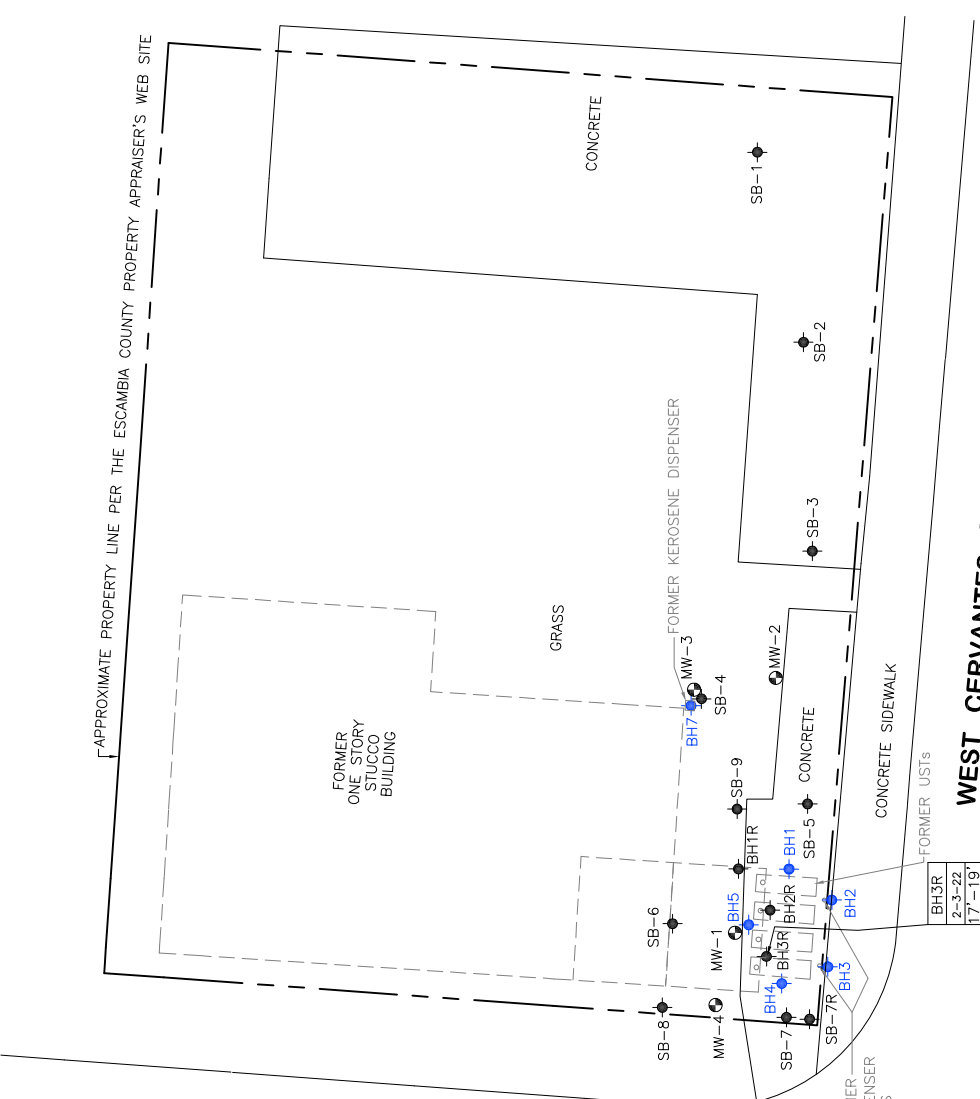 APPROXIMATE PROPERTY LINE PER THE ESCAMBIA COUNTY PROPERTY APPRAISER'S WEB SITE
CONCRETE
SB-1
SB-2
SB-3
FORMER KEROSENE DISPENSER
GRASS
MW-3
SB-4
BH7
MW-2
FORMER
ONE STORY
STUCCO
BUILDING
CONCRETE
CONCRETE SIDEWALK
WEST CERVANTES
SB-9
SB-5
BH1R
BH1
FORMER USTs
BH5
BH2R
BH2
SB-6
MW-1
BH3R
BH3
BH4
SB-8
MW-4
SB-7
SB-7R
BH3R
2-3-22
17'-19'